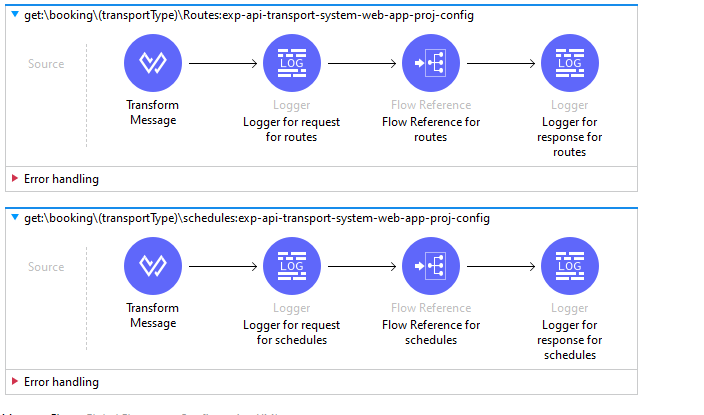 get:\booking\(transportType)\Routes:exp-api-transport-system-web-app-proj-config
Source
Transform
Message
LOG
Logger
Logger for request
for routes
Flow Reference
Flow Reference for
routes
LOG
Logger
Logger for
response for
routes
Error handling
get:\booking\(transportType)\schedules:exp-api-transport-system-web-app-proj-config
Source
Transform
Message
LOG
Logger
Logger for request
for schedules
Flow Reference
Flow Reference for
schedules
LOG
Logger
Logger for
response for
schedules
Error handling